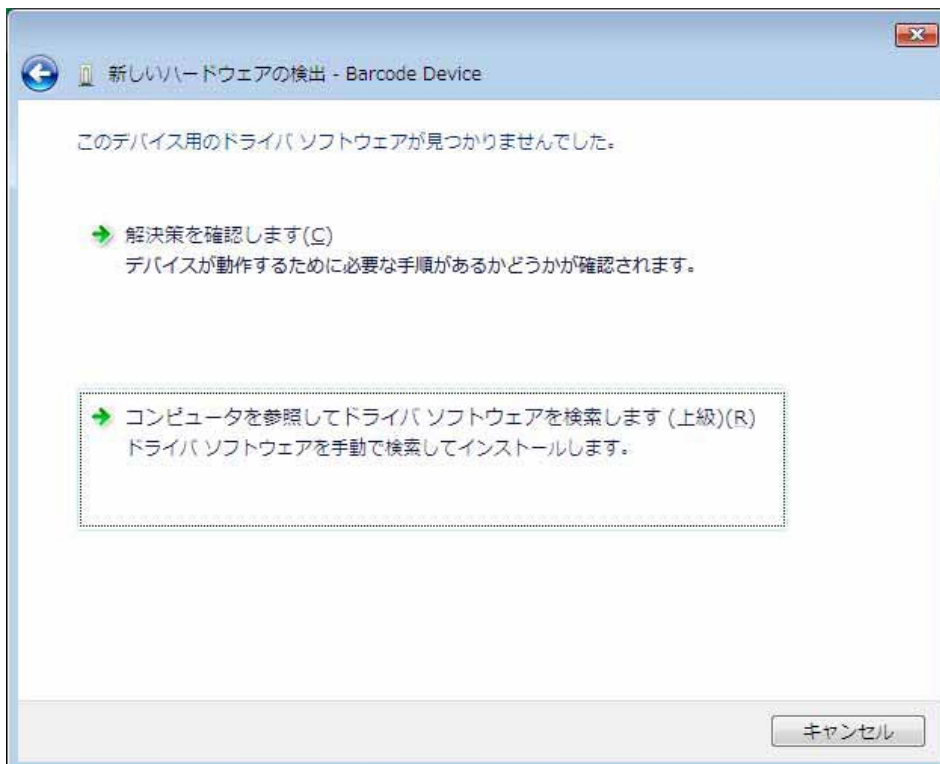 新しいハードウェアの検出 - Barcode Device
このデバイス用のドライバ ソフトウェアが見つかりませんでした。
解決策を確認します(C)
デバイスが動作するために必要な手順があるかどうかが確認されます。
コンピュータを参照してドライバ ソフトウェアを検索します (上級)(R)
ドライバ ソフトウェアを手動で検索してインストールします。
キャンセル